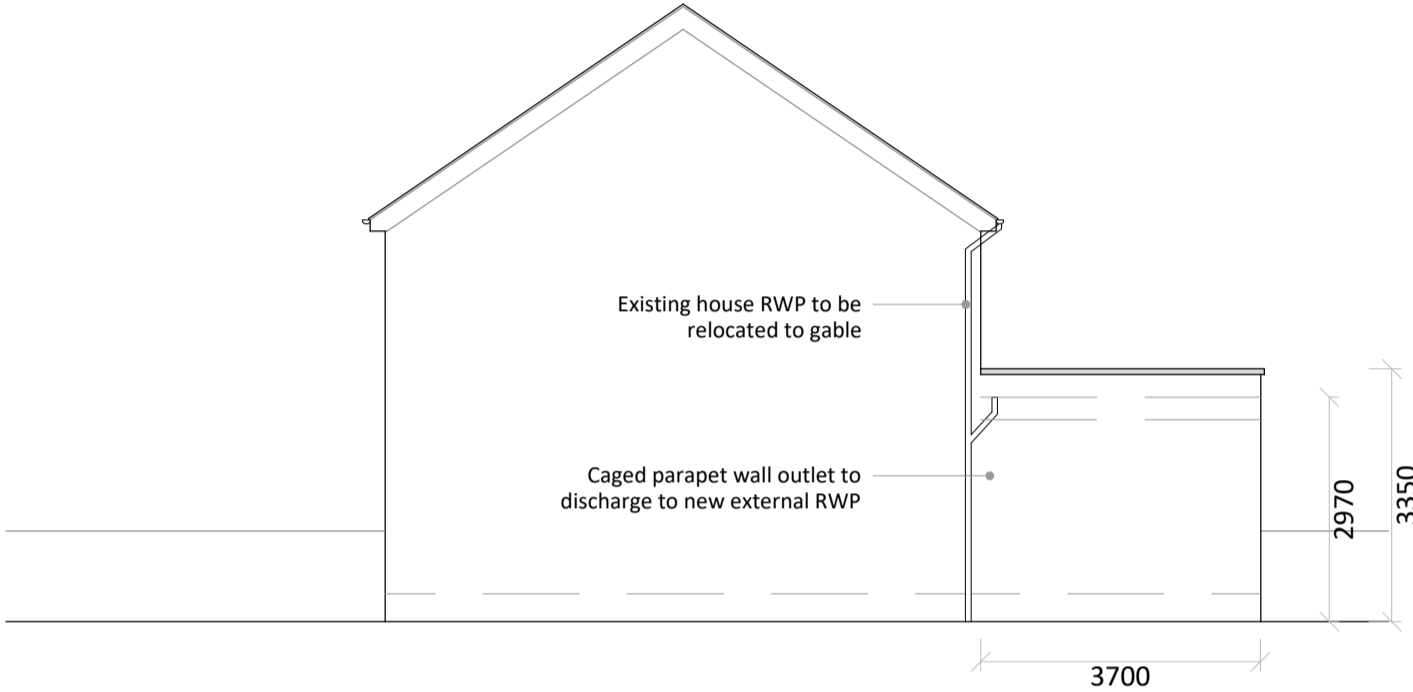 Existing house RWP to be
relocated to gable
Caged parapet wall outlet to
discharge to new external RWP
2970
3350
3700